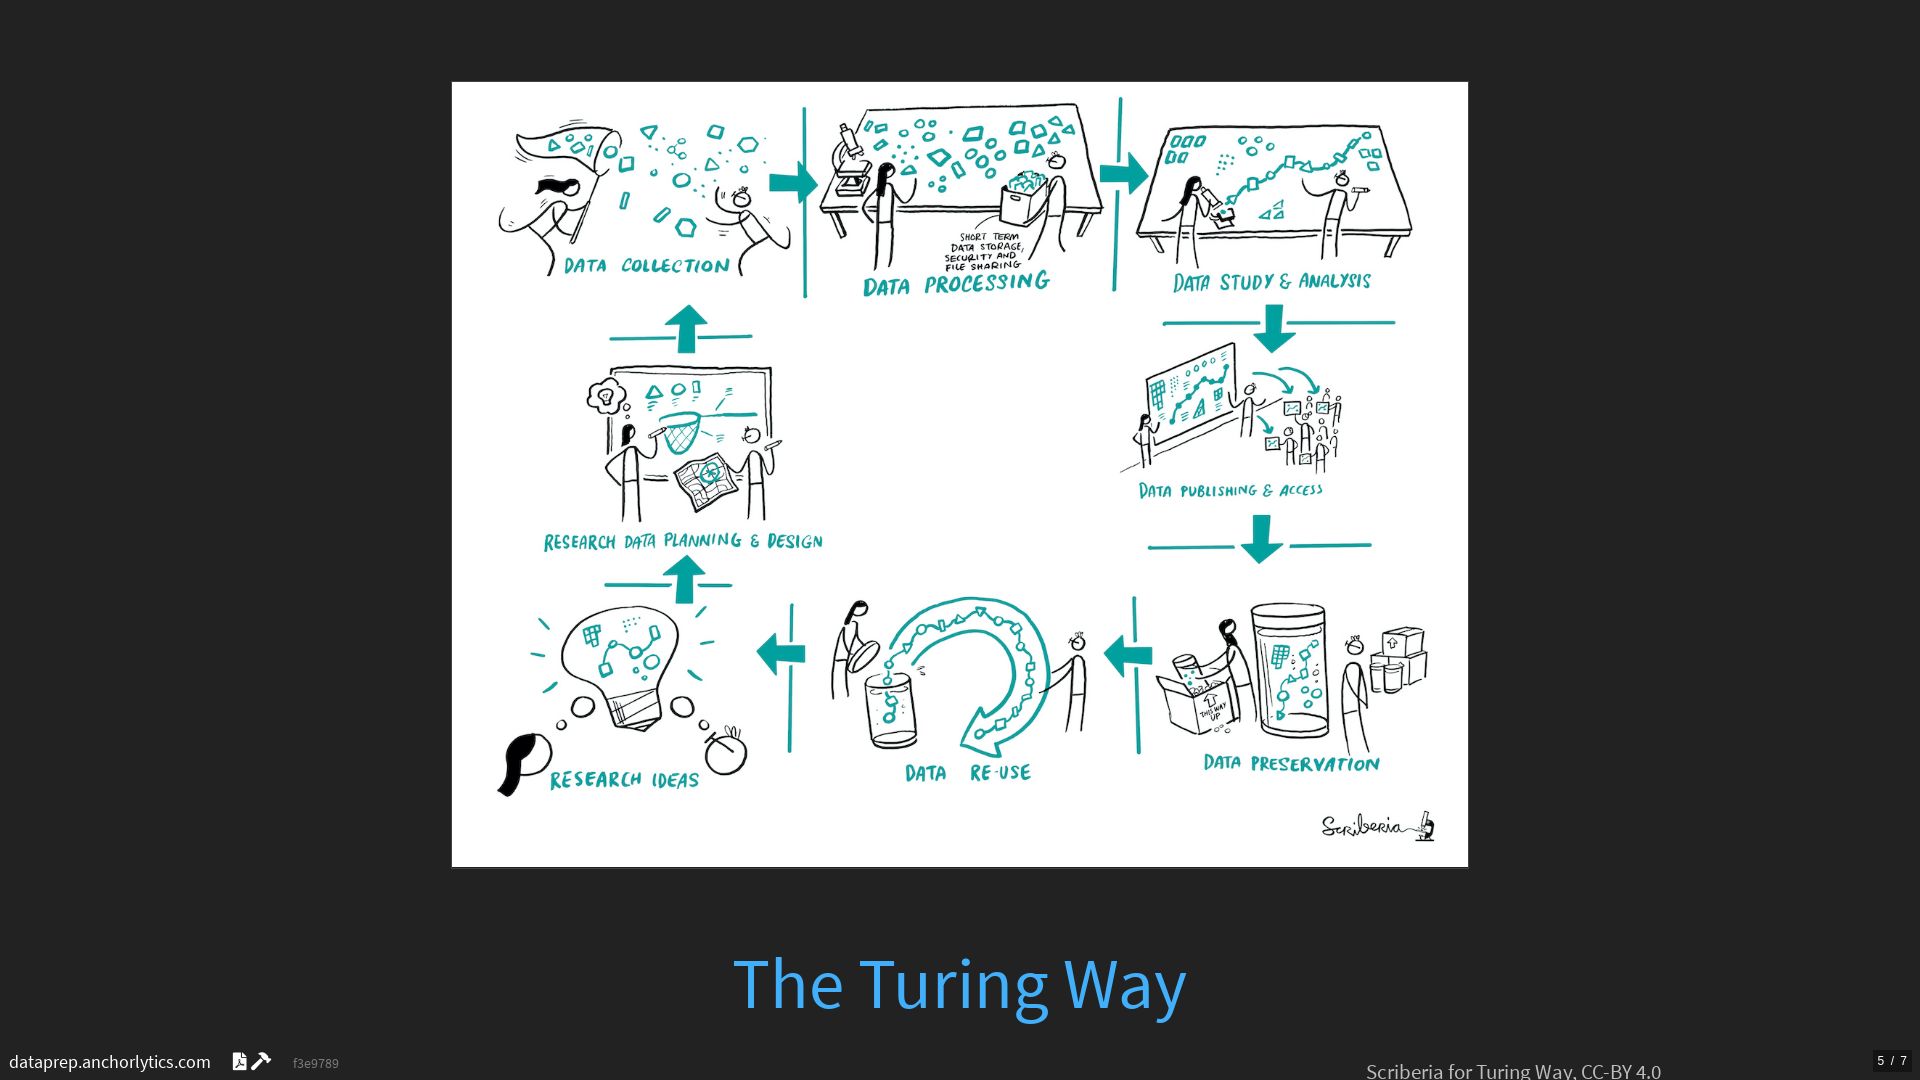 DATA COLLECTION
SHORT TERM
DATA STORAGE,
SECURITY AND
FILE SHARING
DATA PROCESSING
DATA STUDY & ANALYSIS
RESEARCH DATA PLANNING & DESIGN
DATA PUBLISHING & ACCESS
RESEARCH IDEAS
DATA RE-USE
THIS WAY
UP
DATA PRESERVATION
Scriberia
The Turing Way
dataprep.anchorlytics.com
f3e9789
Scriberia for Turing Way, CC-BY 4.0
5 / 7